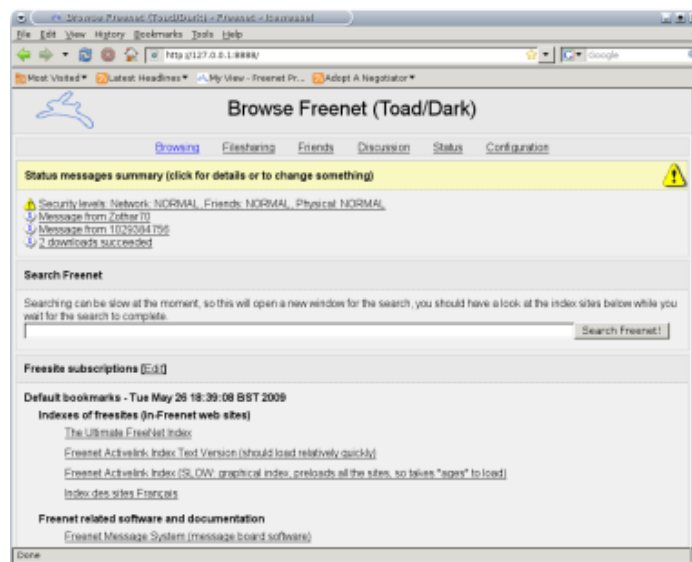 Browse Freenet (Toad/Dark) - Freenet - Iceweasel
File Edit View History Bookmarks Tools Help
http://127.0.0.1:8888/
Google
Most Visited Latest Headlines My View - Freenet Pr... Adopt A Negotiator
Browse Freenet (Toad/Dark)
Browsing Filesharing Friends Discussion Status Configuration
Status messages summary (click for details or to change something)
Security levels: Network: NORMAL, Friends: NORMAL, Physical: NORMAL
Message from Zothar70
Message from 1029384756
2 downloads succeeded
Search Freenet
Searching can be slow at the moment, so this will open a new window for the search, you should have a look at the index sites below while you
wait for the search to complete.
Search Freenet!
Freesite subscriptions [Edit]
Default bookmarks - Tue May 26 18:39:08 BST 2009
Indexes of freesites (in-Freenet web sites)
The Ultimate FreeNet Index
Freenet Activelink Index Text Version (should load relatively quickly)
Freenet Activelink Index (SLOW: graphical index, preloads all the sites, so takes "ages" to load)
Index des sites Français
Freenet related software and documentation
Freenet Message System (message board software)
Done